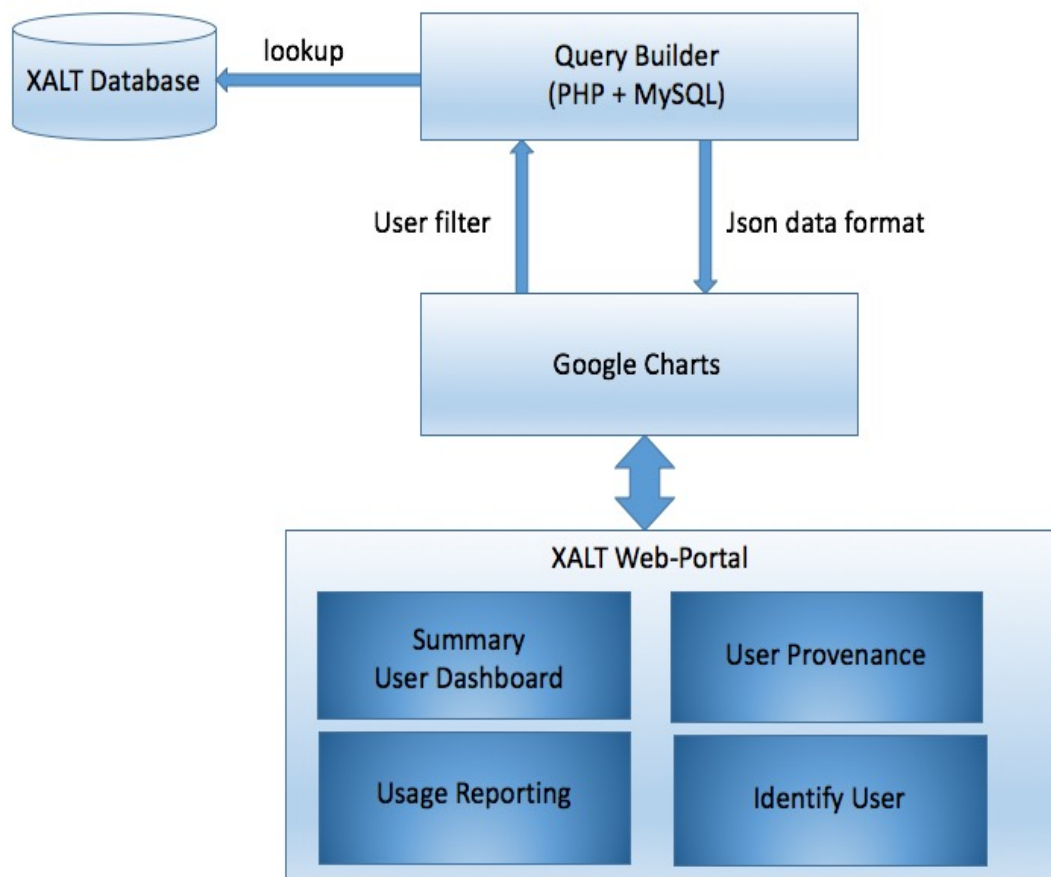 XALT Database
lookup
Query Builder
(PHP + MySQL)
User filter
Json data format
Google Charts
XALT Web-Portal
Summary
User Dashboard
User Provenance
Usage Reporting
Identify User